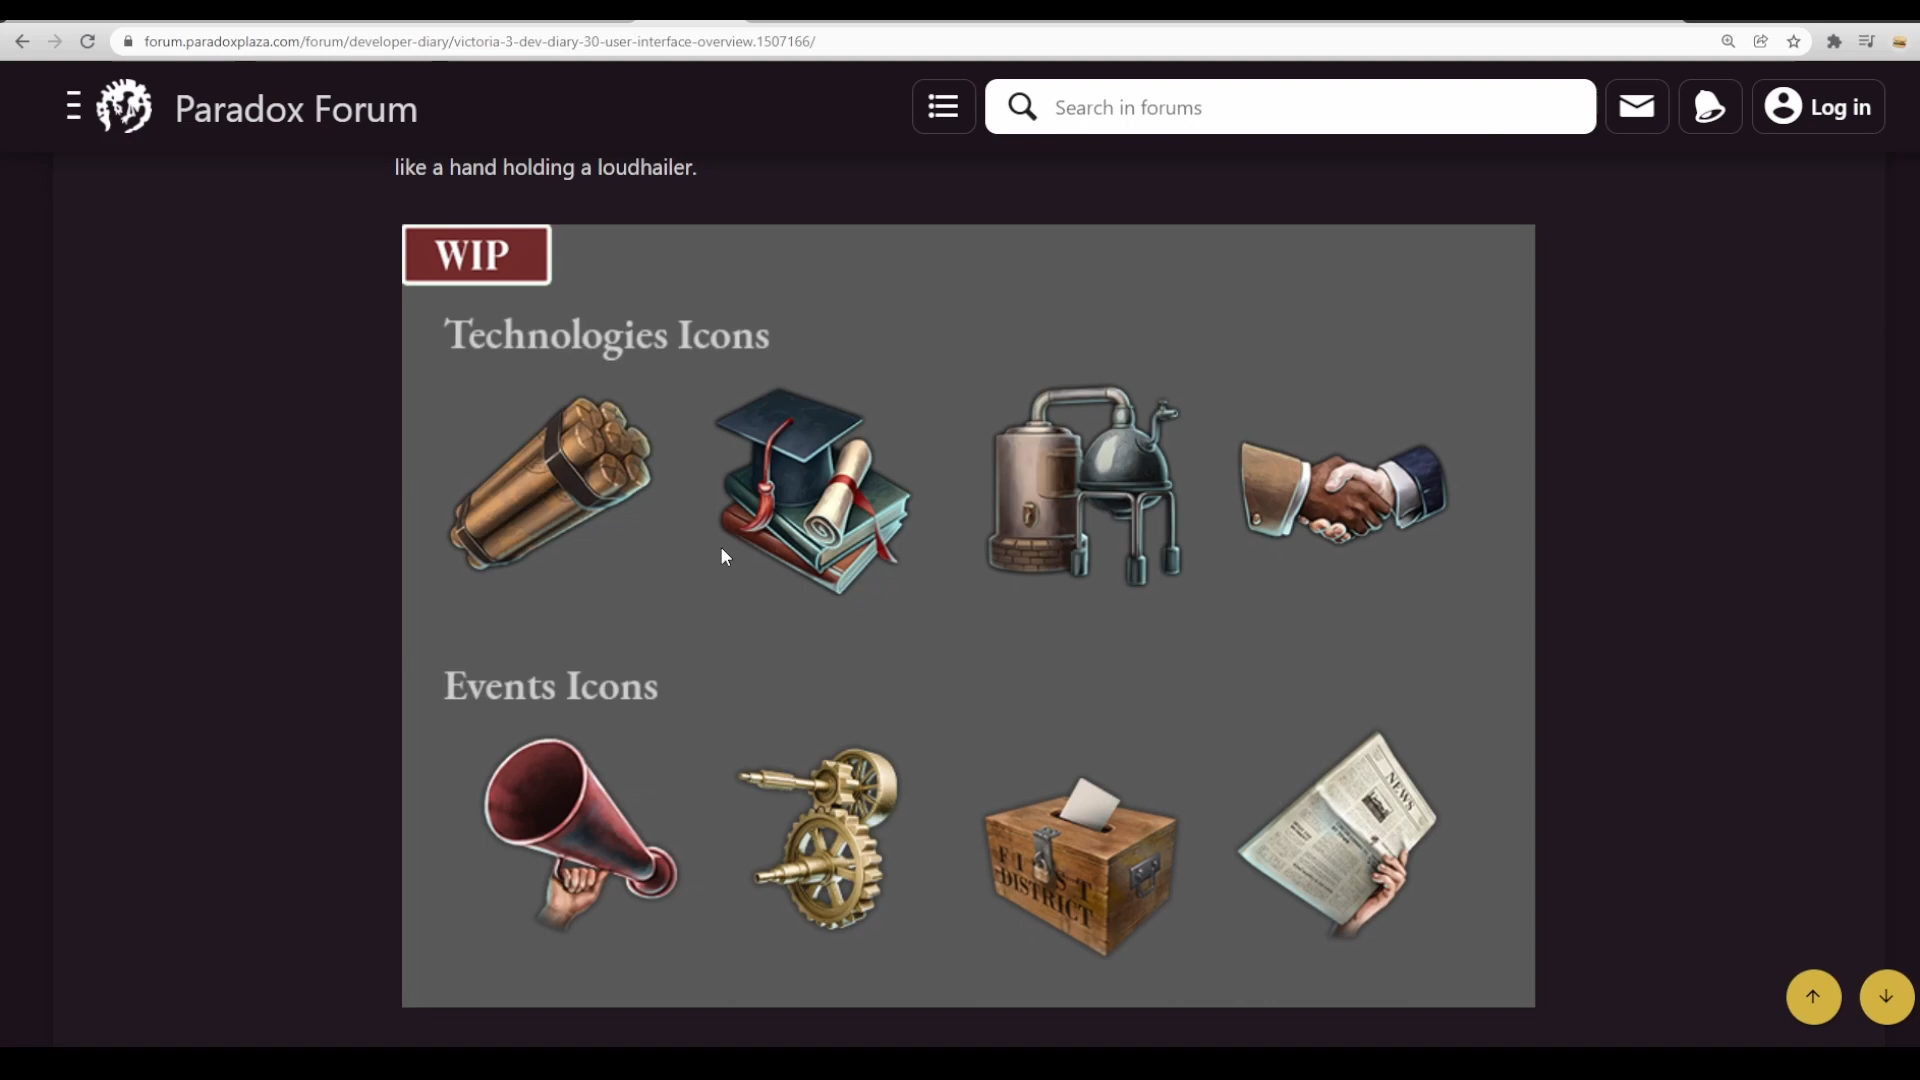 forum.paradoxplaza.com/forum/developer-diary/victoria-3-dev-diary-30-user-interface-overview.1507166/
Paradox Forum
Search in forums
Log in
like a hand holding a loudhailer.
WIP
Technologies Icons
Events Icons
NEWS
DISTRICT